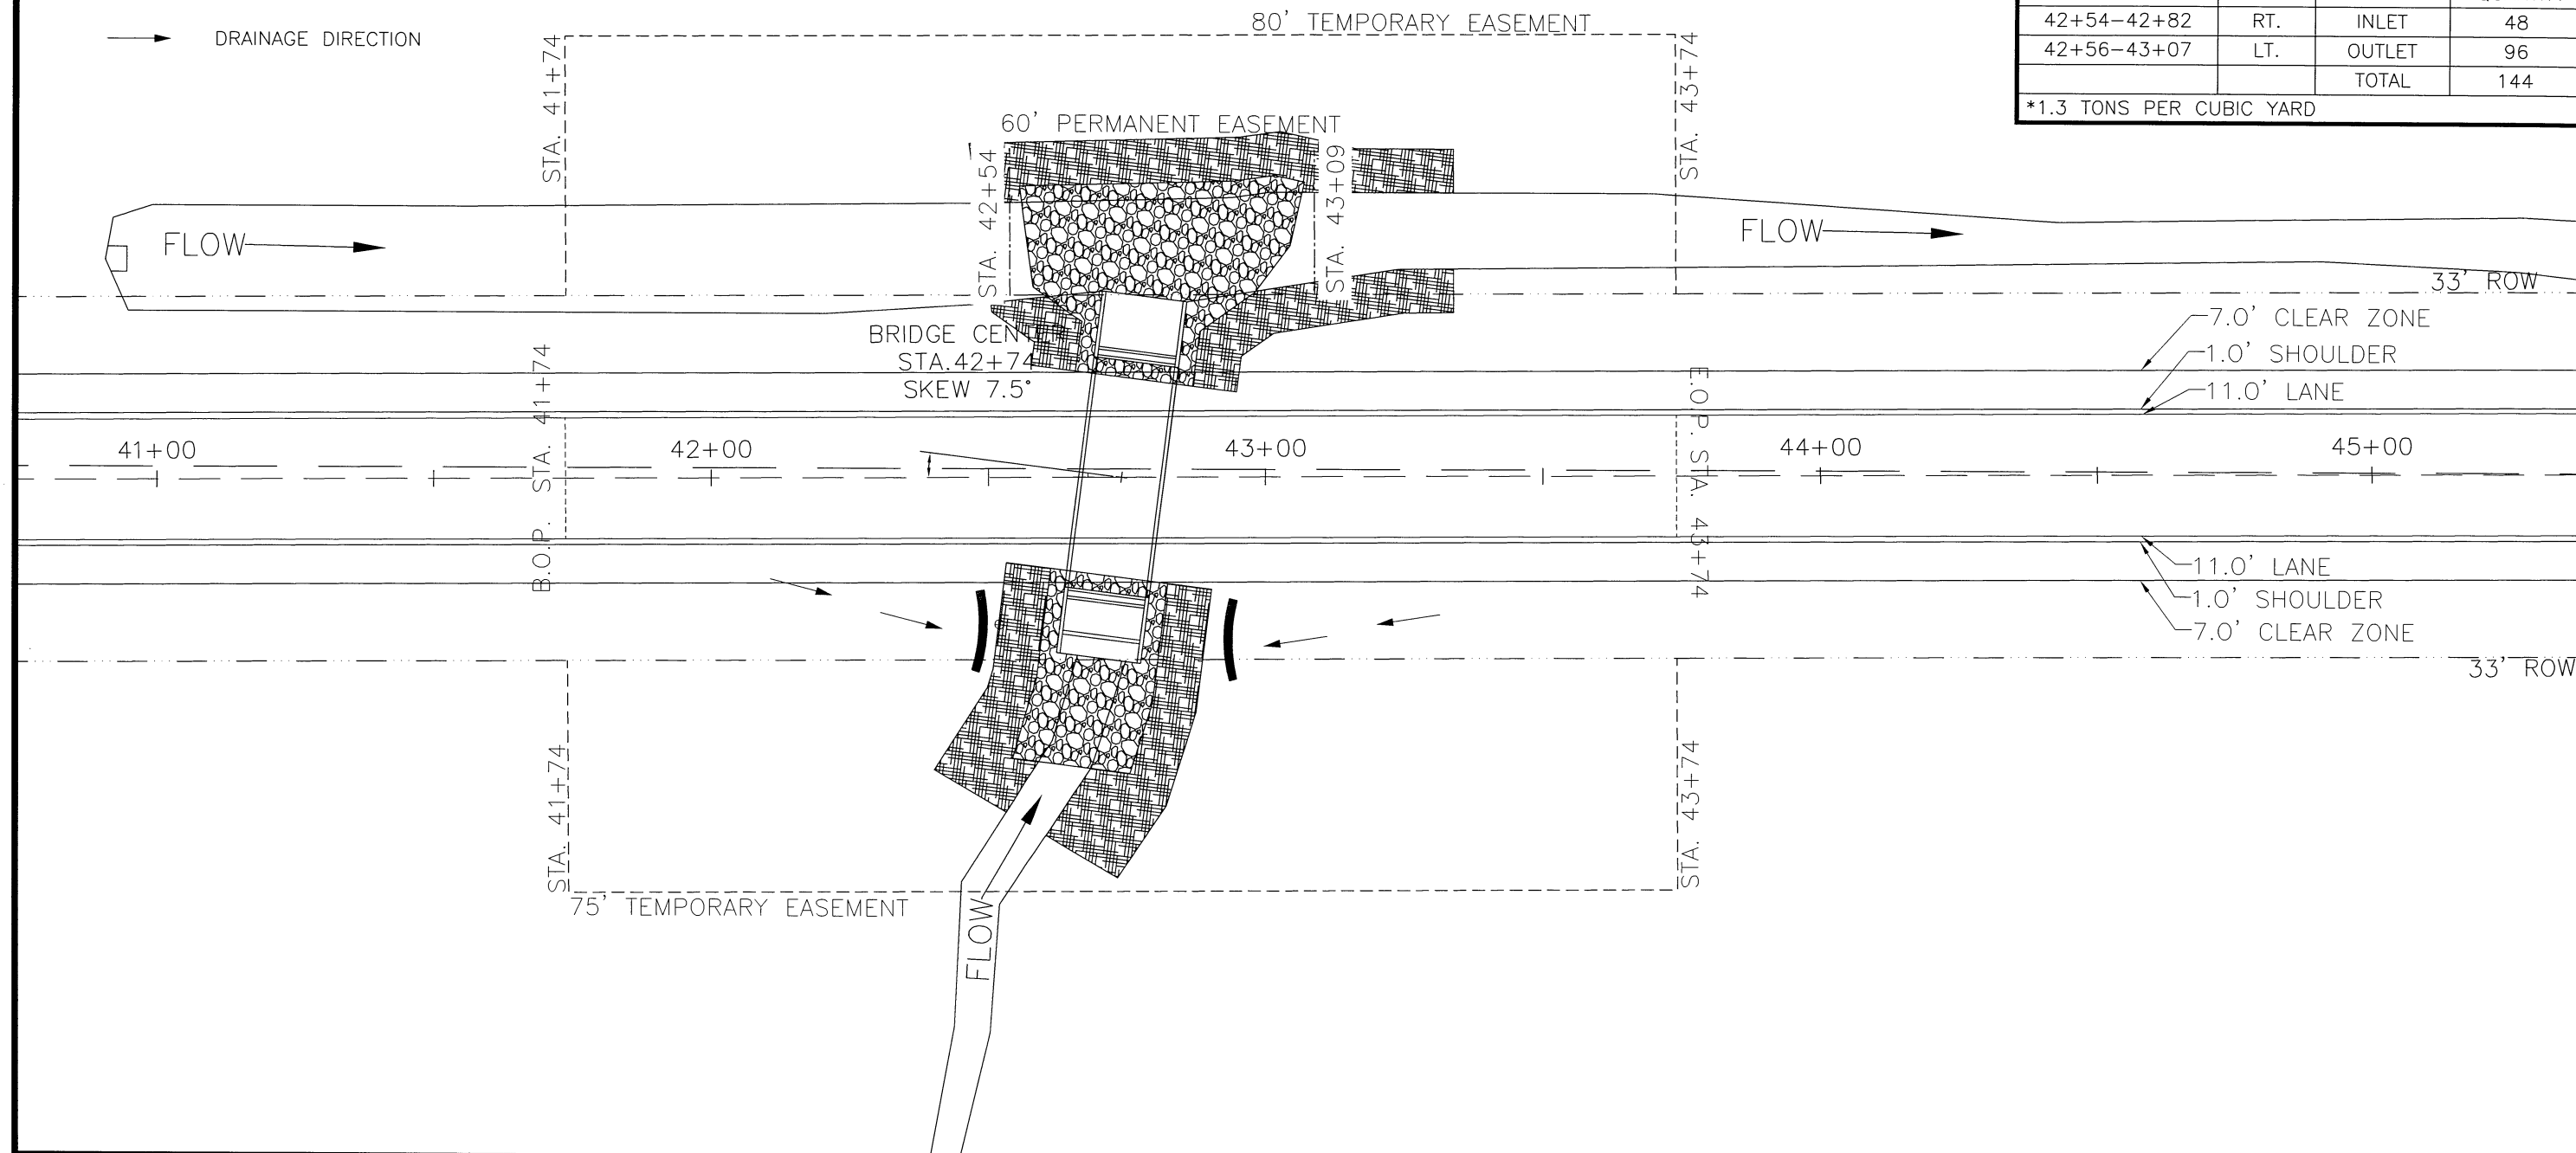 DRAINAGE DIRECTION
80' TEMPORARY EASEMENT
42+54-42+82 RT. INLET 48
42+56-43+07 LT. OUTLET 96
TOTAL 144
*1.3 TONS PER CUBIC YARD
STA. 41+74
STA. 43+74
60' PERMANENT EASEMENT
STA. 42+54
STA. 43+09
FLOW
FLOW
33' ROW
7.0' CLEAR ZONE
1.0' SHOULDER
11.0' LANE
STA.42+74
SKEW 7.5°
B.O.P. STA. 41+74
E.O.P. STA. 43+74
41+00
42+00
43+00
44+00
45+00
11.0' LANE
1.0' SHOULDER
7.0' CLEAR ZONE
33' ROW
STA. 41+74
STA. 43+74
75' TEMPORARY EASEMENT
FLOW
BRIDGE